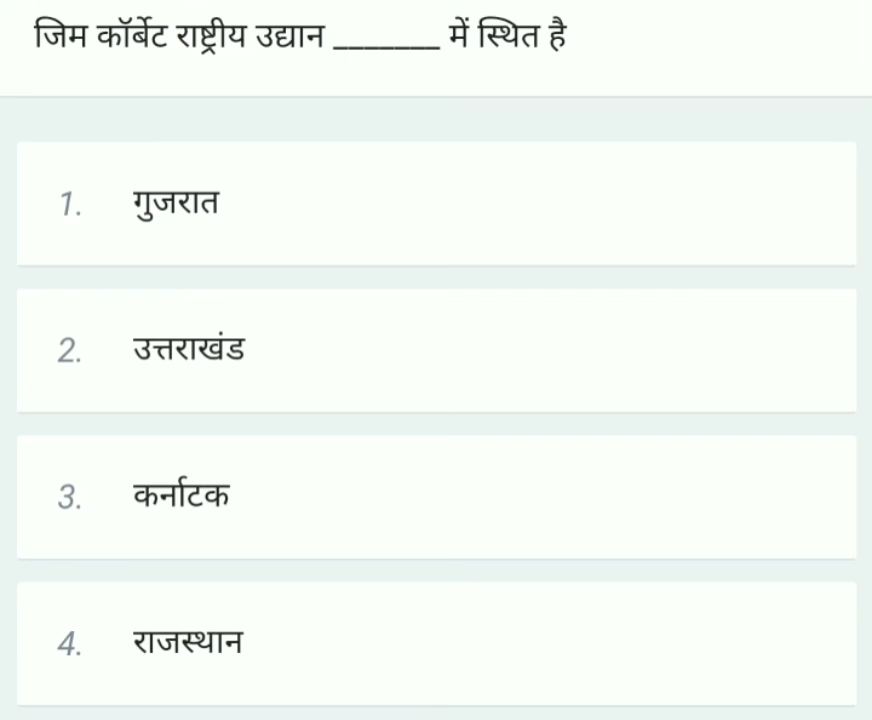 जिम कॉर्बेट राष्ट्रीय उद्यान _______ में स्थित है
1. गुजरात
2. उत्तराखंड
3. कर्नाटक
4. राजस्थान